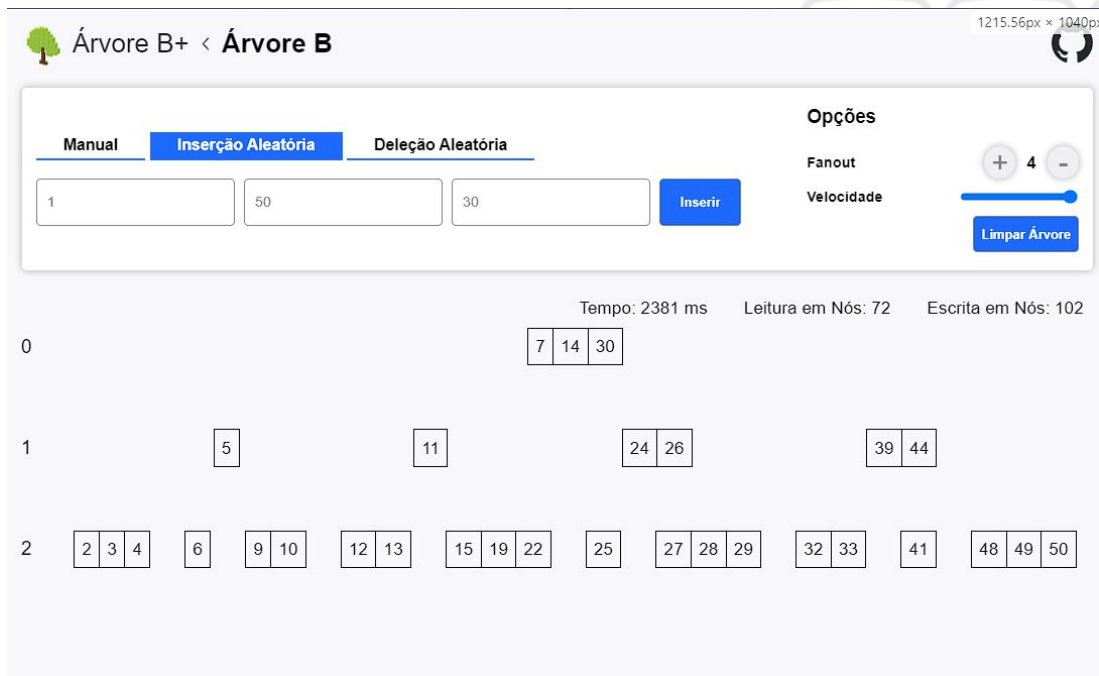 1215.56px × 1040px
Árvore B+ < Árvore B
Opções
Manual Inserção Aleatória Deleção Aleatória
Fanout + 4 -
1 50 30 Inserir
Velocidade
Limpar Árvore
Tempo: 2381 ms Leitura em Nós: 72 Escrita em Nós: 102
0 7 14 30
1 5 11 24 26 39 44
2 2 3 4 6 9 10 12 13 15 19 22 25 27 28 29 32 33 41 48 49 50